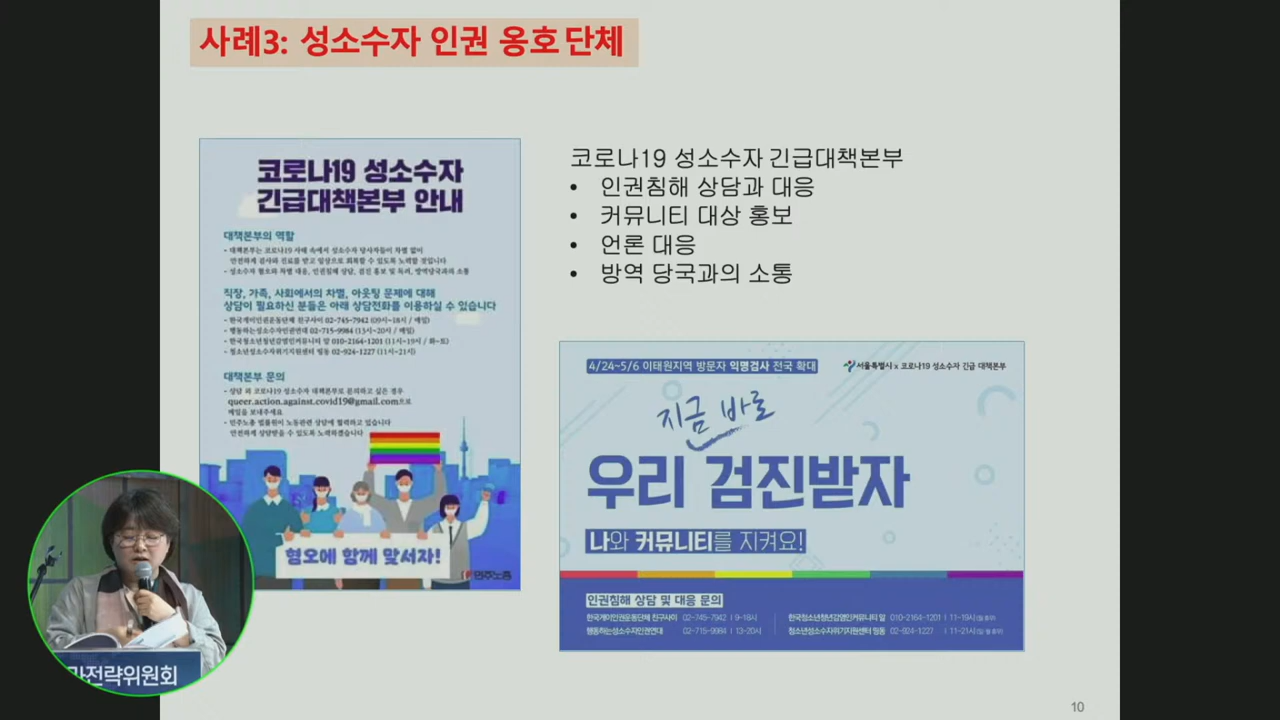 사례3: 성소수자 인권 옹호 단체
코로나19 성소수자
긴급대책본부 안내
대책본부의 역할
- 대책본부는 코로나19 사태 속에서 성소수자 당사자들이 차별 없이
안전하게 검사와 진료를 받고 일상으로 회복할 수 있도록 노력할 것입니다
- 성소수자 혐오와 차별 대응, 인권침해 상담, 검진 홍보 및 독려, 방역당국과의 소통
직장, 가족, 사회에서의 차별, 아웃팅 문제에 대해
상담이 필요하신 분들은 아래 상담전화를 이용하실 수 있습니다
- 한국게이인권운동단체 친구사이 02-745-7942 (09시~18시 / 매일)
- 행동하는성소수자인권연대 02-715-9984 (13시~20시 / 매일)
- 한국청소년청년감염인커뮤니티 알 010-2164-1201 (11시~19시 / 화~토)
- 청소년성소수자위기지원센터 띵동 02-924-1227 (11시~21시)
대책본부 문의
- 상담 외 코로나19 성소수자 대책본부로 문의하고 싶은 경우
queer.action.against.covid19@gmail.com으로
메일을 보내주세요
- 민주노총 법률원이 노동관련 상담에 협력하고 있습니다
안전하게 상담받을 수 있도록 노력하겠습니다
혐오에 함께 맞서자!
민주노총
코로나19 성소수자 긴급대책본부
• 인권침해 상담과 대응
• 커뮤니티 대상 홍보
• 언론 대응
• 방역 당국과의 소통
4/24~5/6 이태원지역 방문자 익명검사 전국 확대
서울특별시 x 코로나19 성소수자 긴급 대책본부
지금 바로
우리 검진받자
나와 커뮤니티를 지켜요!
인권침해 상담 및 대응 문의
한국게이인권운동단체 친구사이 02-745-7942 | 9-18시
행동하는성소수자인권연대 02-715-9984 | 13-20시
한국청소년청년감염인커뮤니티 알 010-2164-1201 | 11-19시
청소년성소수자위기지원센터 띵동 02-924-1227 | 11-21시
전략위원회
10